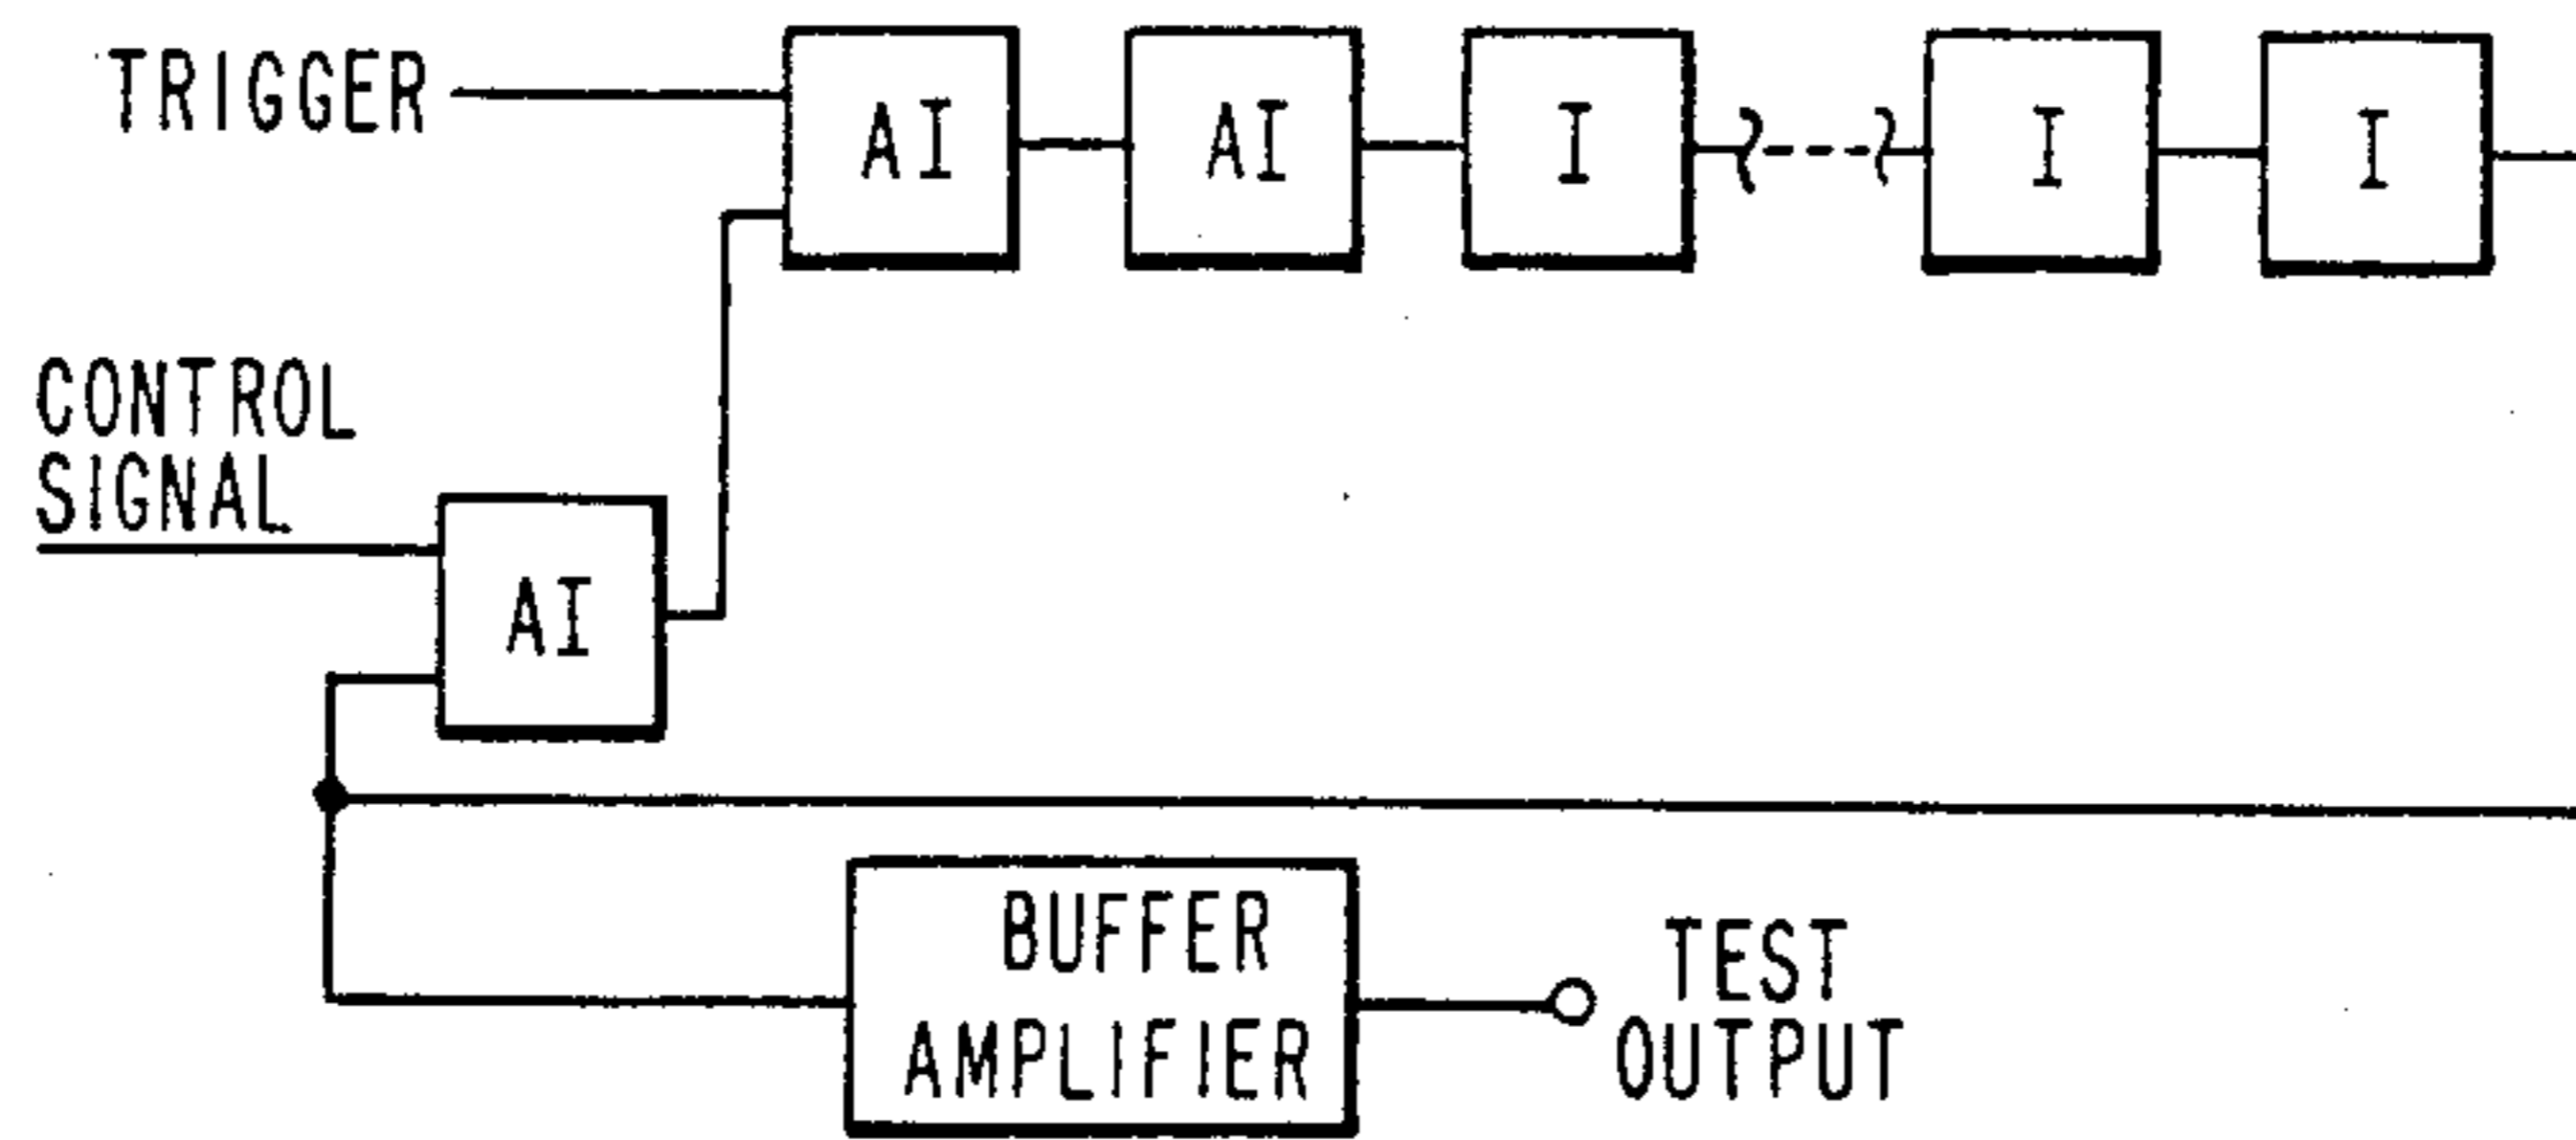 TRIGGER
AI
AI
I
I
I
CONTROL
SIGNAL
AI
BUFFER
AMPLIFIER
TEST
OUTPUT